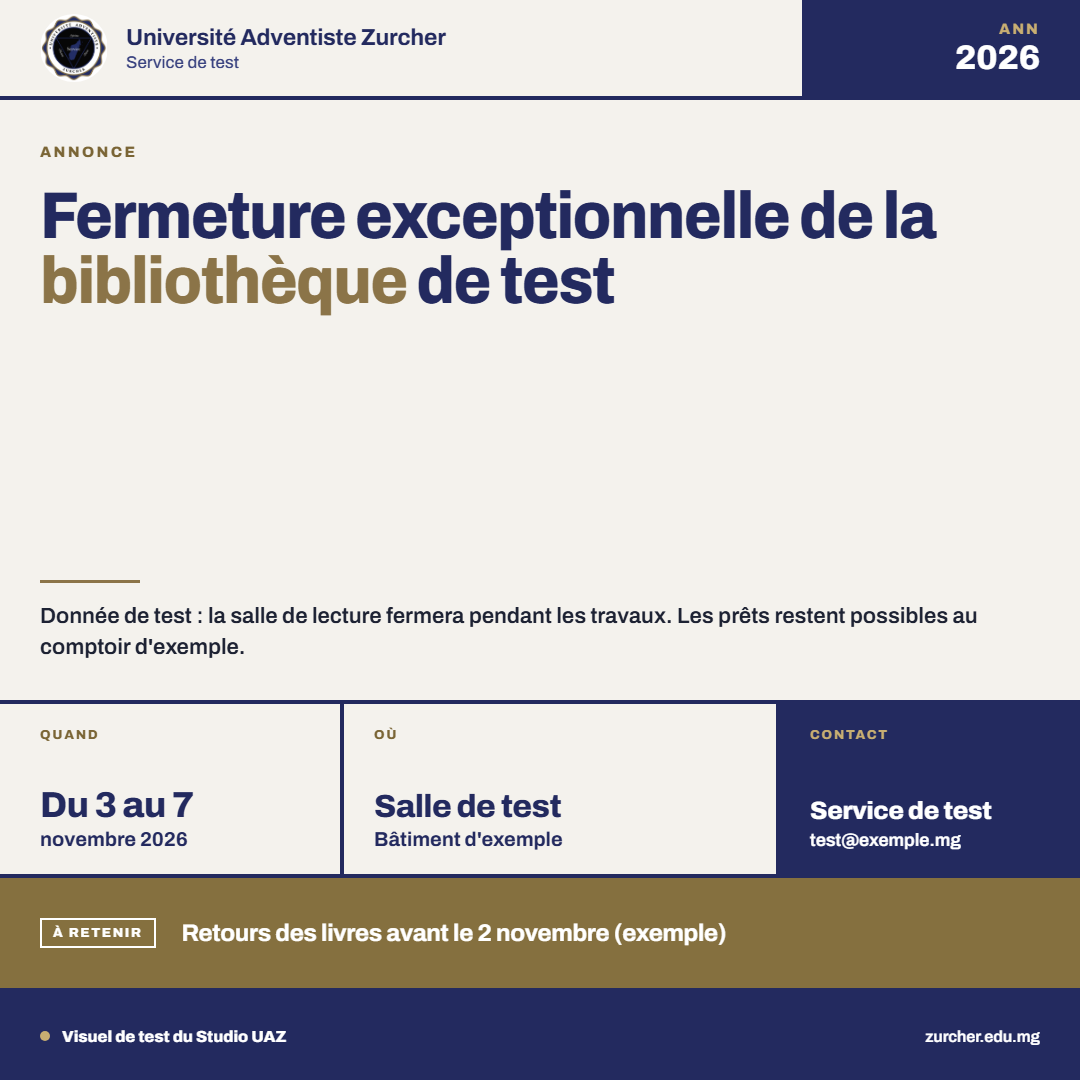 Université Adventiste Zurcher
Service de test
ANN
2026
ANNONCE
Fermeture exceptionnelle de la
bibliothèque de test
Donnée de test : la salle de lecture fermera pendant les travaux. Les prêts restent possibles au
comptoir d'exemple.
QUAND
Du 3 au 7
novembre 2026
OÙ
Salle de test
Bâtiment d'exemple
CONTACT
Service de test
test@exemple.mg
À RETENIR
Retours des livres avant le 2 novembre (exemple)
Visuel de test du Studio UAZ
zurcher.edu.mg